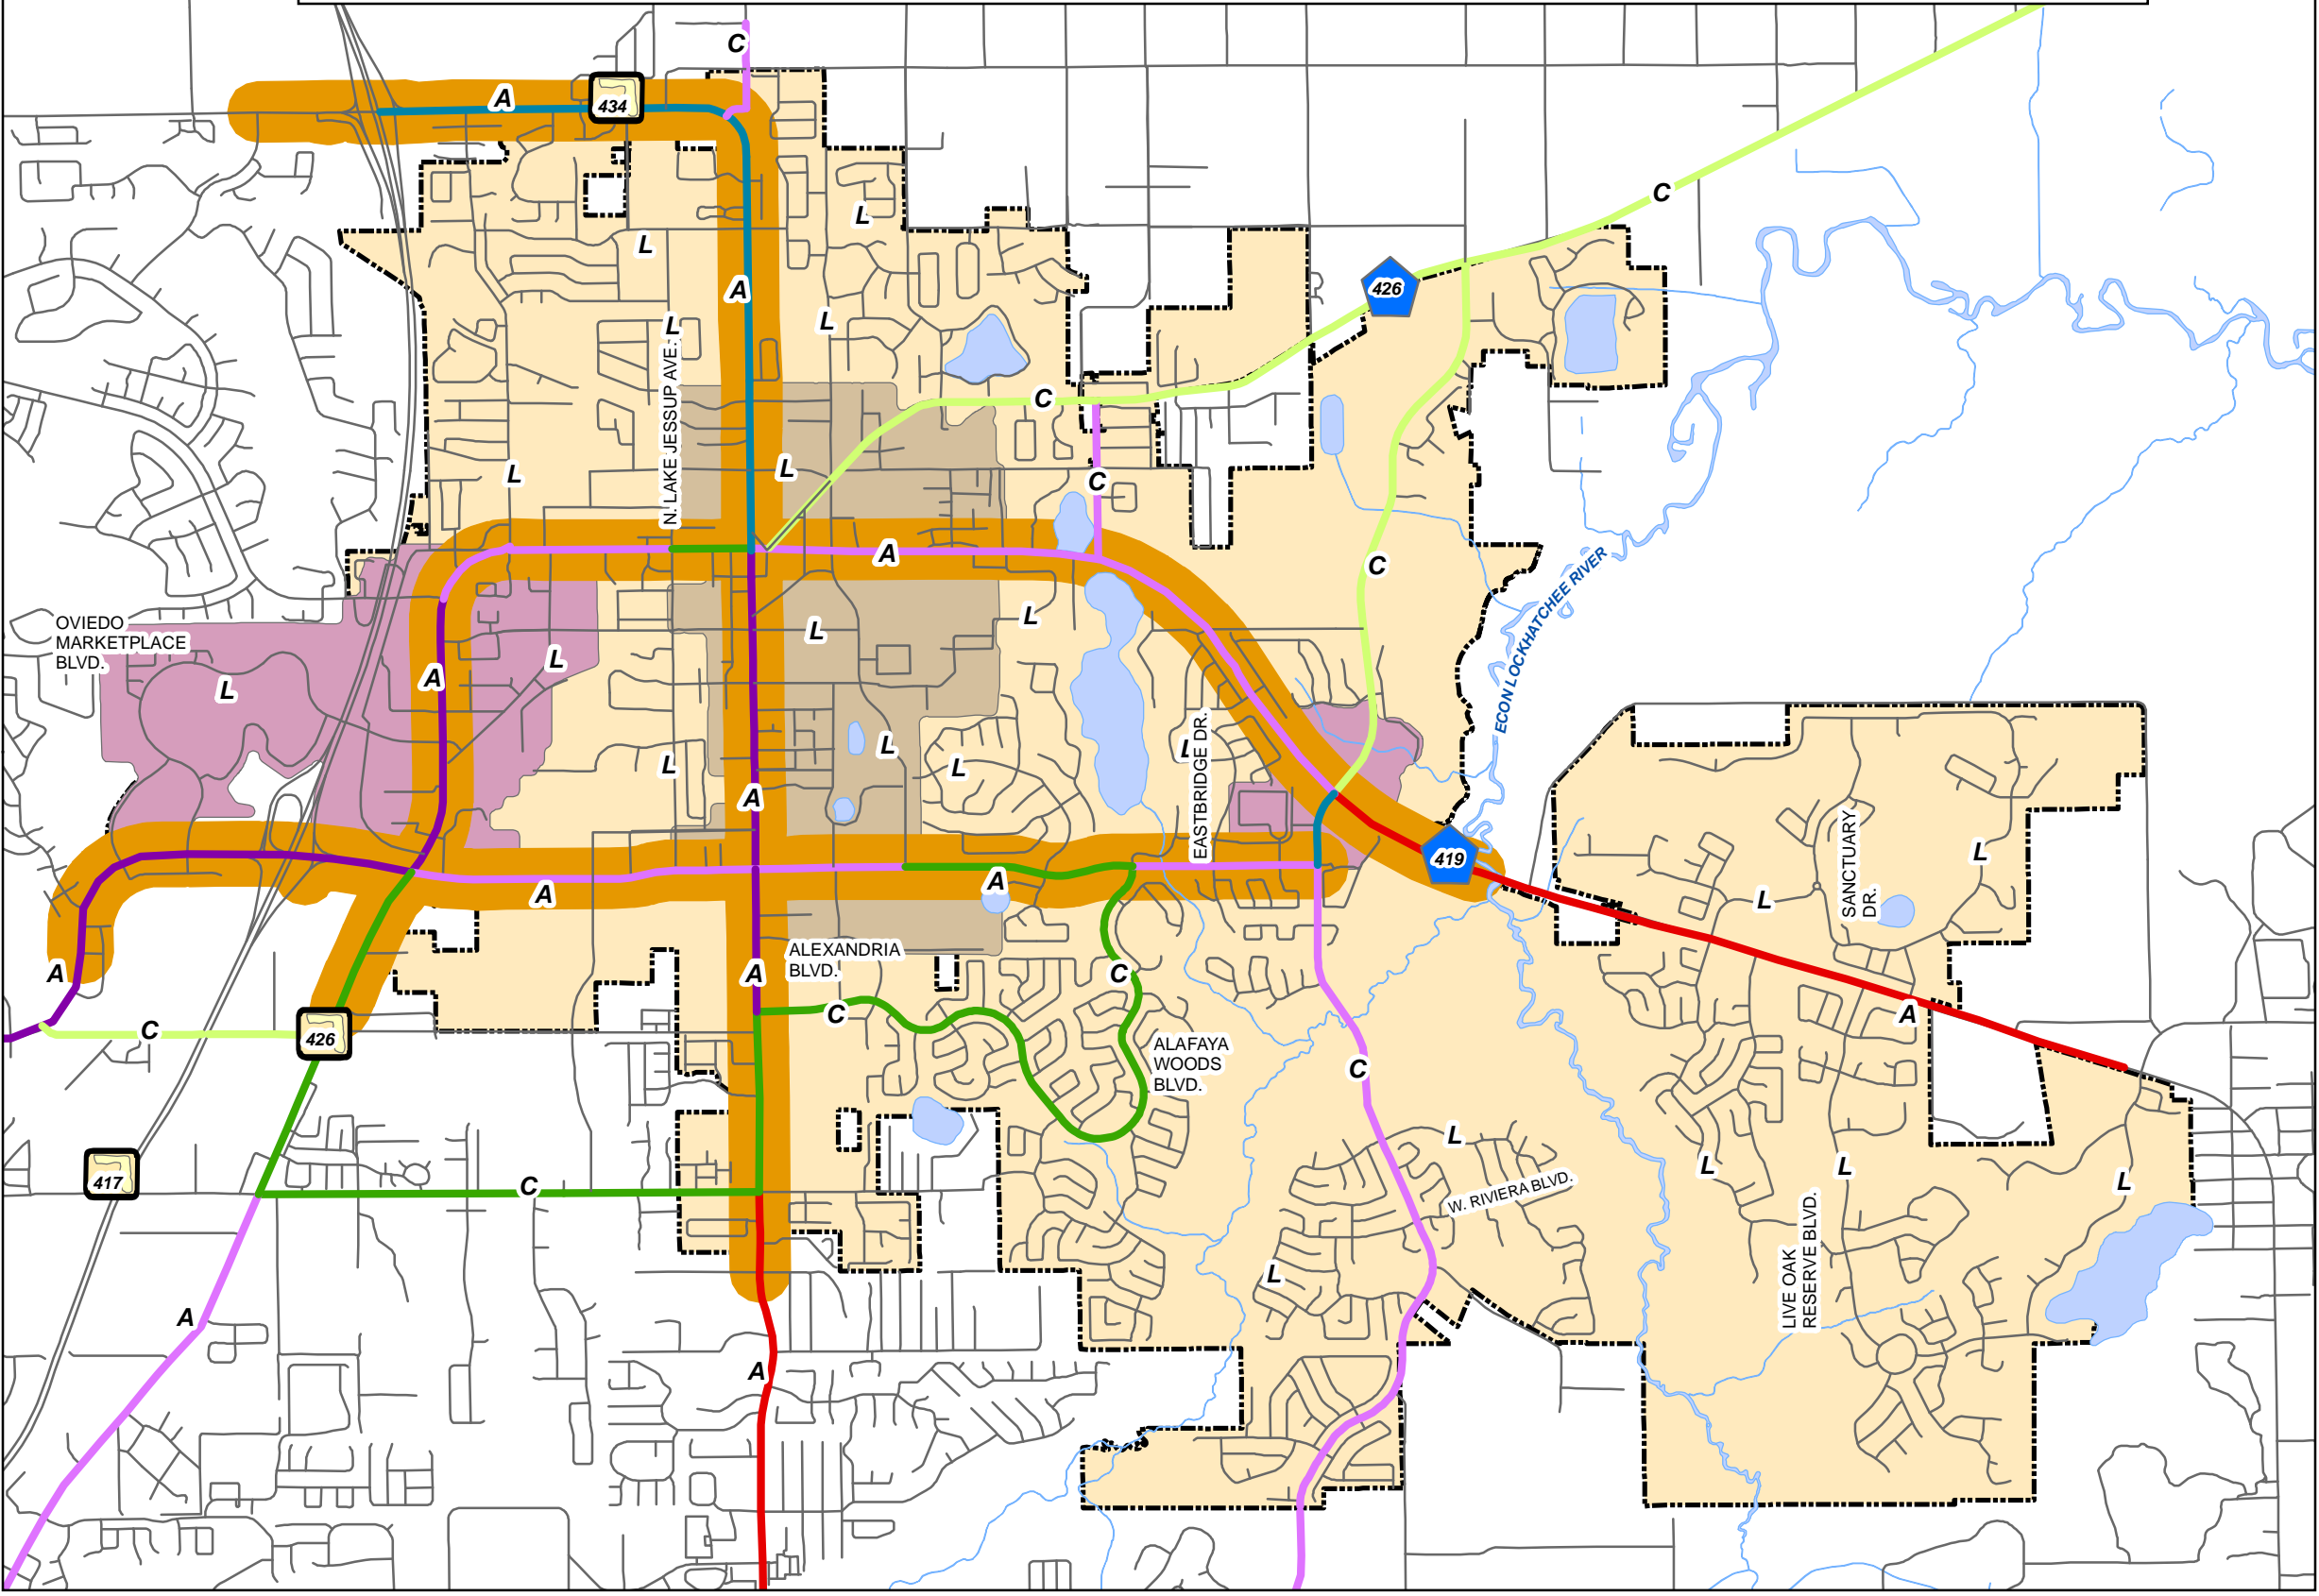 C
A
434
C
L
L
A
426
L
L
N. LAKE JESSUP AVE.
C
L
L
C
A
C
ECON LOCKHATCHEE RIVER
L
L
OVIEDO
MARKETPLACE
BLVD.
L
A
L
L
L
L
L
EASTBRIDGE DR.
A
419
L
SANCTUARY
DR.
A
A
L
ALEXANDRIA
BLVD.
A
A
C
A
C
C
426
ALAFAYA
WOODS
BLVD.
C
L
L
L
L
417
C
W. RIVIERA BLVD.
LIVE OAK
RESERVE BLVD.
L
A
A